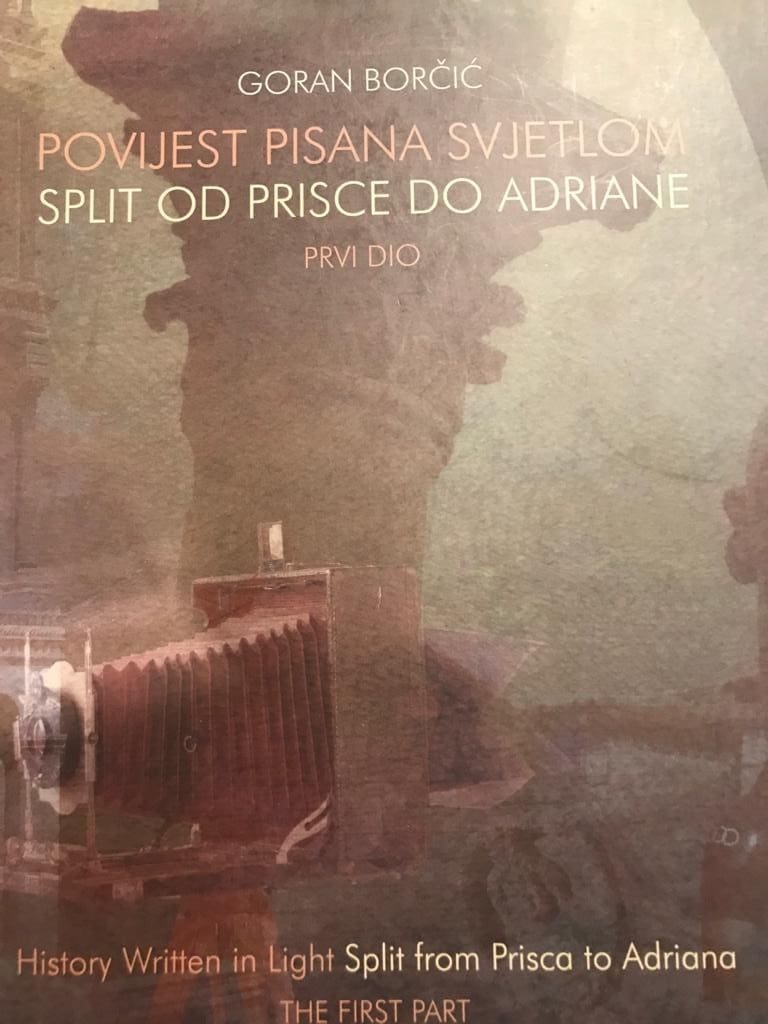 GORAN BORČIĆ
POVIJEST PISANA SVJETLOM
SPLIT OD PRISCE DO ADRIANE
PRVI DIO
History Written in Light Split from Prisca to Adriana
THE FIRST PART